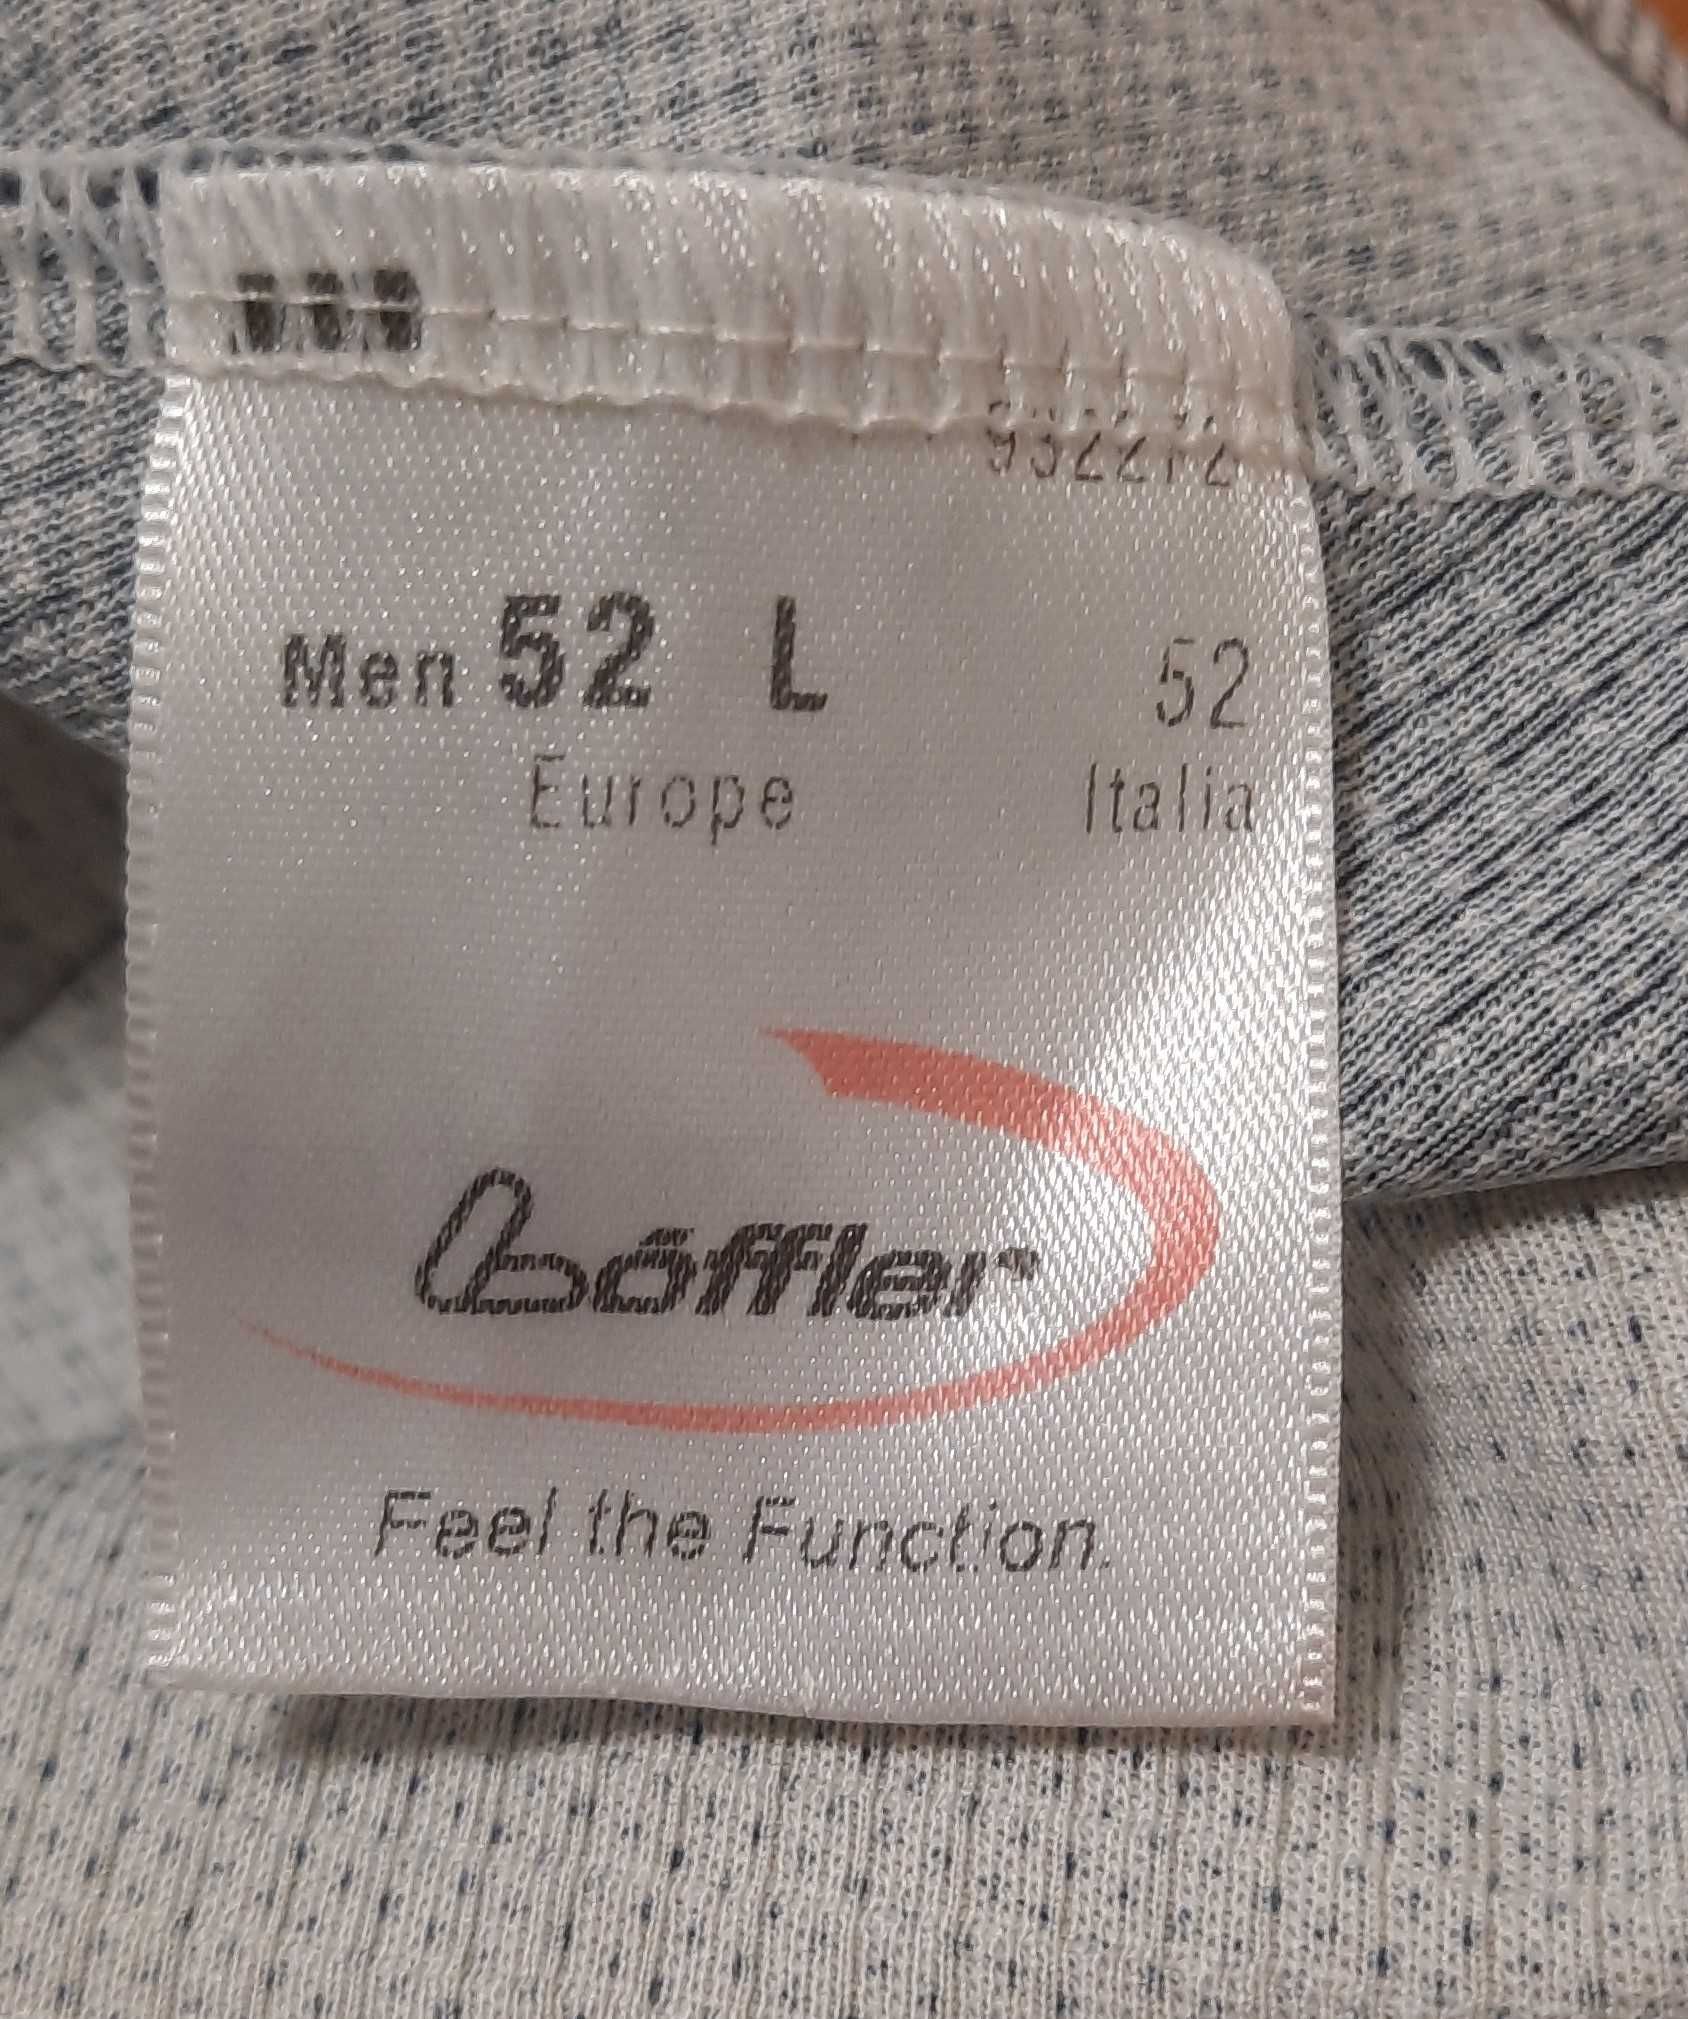 Men 52 L 52
Europe Italia
löffler
Feel the Function.